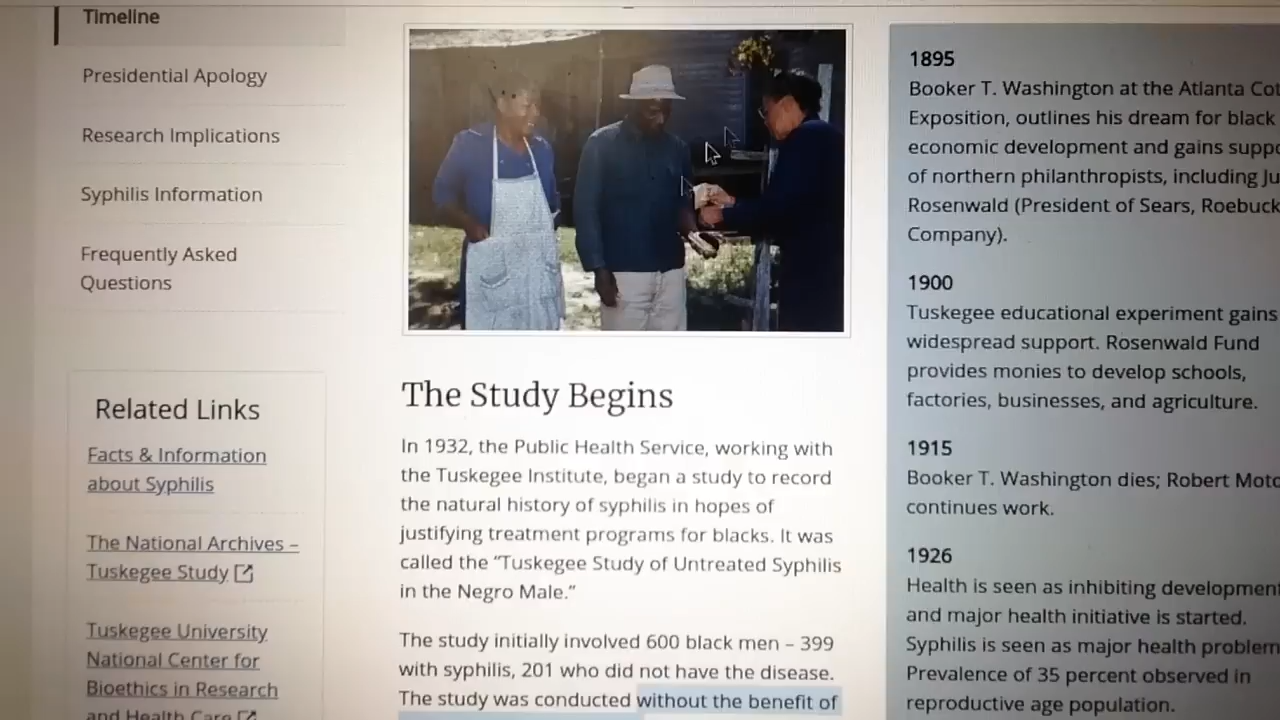 Timeline
Presidential Apology
Research Implications
Syphilis Information
Frequently Asked
Questions
Related Links
Facts & Information
about Syphilis
The National Archives –
Tuskegee Study
Tuskegee University
National Center for
Bioethics in Research
and Health Care
The Study Begins
In 1932, the Public Health Service, working with
the Tuskegee Institute, began a study to record
the natural history of syphilis in hopes of
justifying treatment programs for blacks. It was
called the “Tuskegee Study of Untreated Syphilis
in the Negro Male.”
The study initially involved 600 black men – 399
with syphilis, 201 who did not have the disease.
The study was conducted without the benefit of
1895
Booker T. Washington at the Atlanta Cot
Exposition, outlines his dream for black
economic development and gains suppo
of northern philanthropists, including Ju
Rosenwald (President of Sears, Roebuck
Company).
1900
Tuskegee educational experiment gains
widespread support. Rosenwald Fund
provides monies to develop schools,
factories, businesses, and agriculture.
1915
Booker T. Washington dies; Robert Moto
continues work.
1926
Health is seen as inhibiting development
and major health initiative is started.
Syphilis is seen as major health problem
Prevalence of 35 percent observed in
reproductive age population.